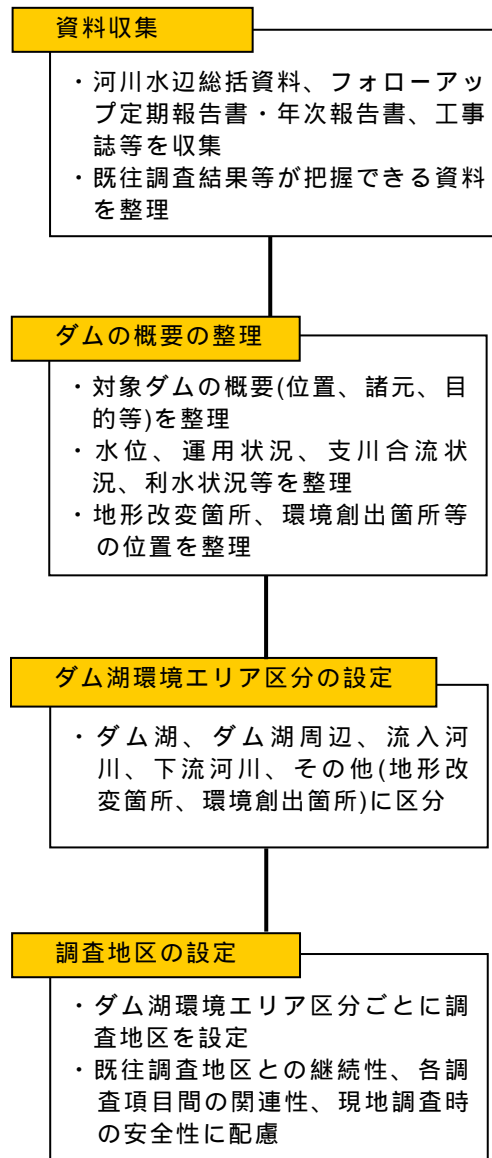 資料収集
・河川水辺総括資料、フォローアッ
プ定期報告書・年次報告書、工事
誌等を収集
・既往調査結果等が把握できる資料
を整理
ダムの概要の整理
・対象ダムの概要(位置、諸元、目
的等)を整理
・水位、運用状況、支川合流状
況、利水状況等を整理
・地形改変箇所、環境創出箇所等
の位置を整理
ダム湖環境エリア区分の設定
・ダム湖、ダム湖周辺、流入河
川、下流河川、その他(地形改
変箇所、環境創出箇所)に区分
調査地区の設定
・ダム湖環境エリア区分ごとに調
査地区を設定
・既往調査地区との継続性、各調
査項目間の関連性、現地調査時
の安全性に配慮